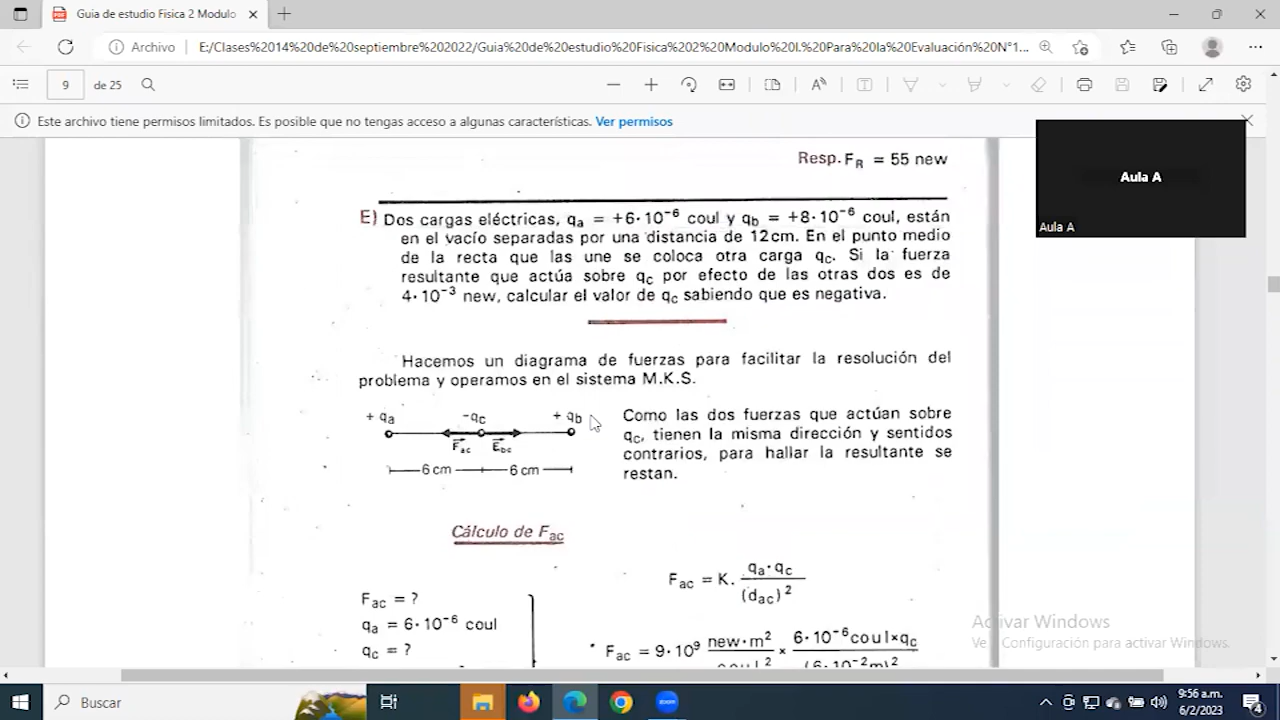 Guia de estudio Fisica 2 Modulo
Archivo
E:/Clases%2014%20de%20septiembre%202022/Guia%20de%20estudio%20Fisica%202%20Modulo%20I.%20Para%20la%20Evaluación%20N°1...
9 de 25
Este archivo tiene permisos limitados. Es posible que no tengas acceso a algunas características. Ver permisos
Aula A
Aula A
Resp. F_R = 55 new
E) Dos cargas eléctricas, q_a = +6·10⁻⁶ coul y q_b = +8·10⁻⁶ coul, están
en el vacío separadas por una distancia de 12cm. En el punto medio
de la recta que las une se coloca otra carga q_c. Si la fuerza
resultante que actúa sobre q_c por efecto de las otras dos es de
4·10⁻³ new, calcular el valor de q_c sabiendo que es negativa.
Hacemos un diagrama de fuerzas para facilitar la resolución del
problema y operamos en el sistema M.K.S.
+ q_a -q_c + q_b
F_ac E_bc
6 cm 6 cm
Como las dos fuerzas que actúan sobre
q_c, tienen la misma dirección y sentidos
contrarios, para hallar la resultante se
restan.
Cálculo de F_ac
F_ac = ?
q_a = 6·10⁻⁶ coul
q_c = ?
F_ac = K. q_a·q_c / (d_ac)²
F_ac = 9·10⁹ new·m² / coul² × 6·10⁻⁶coul×q_c / (6·10⁻²m)²
Activar Windows
Ve a Configuración para activar Windows.
Buscar
zoom
9:56 a.m.
6/2/2023
4